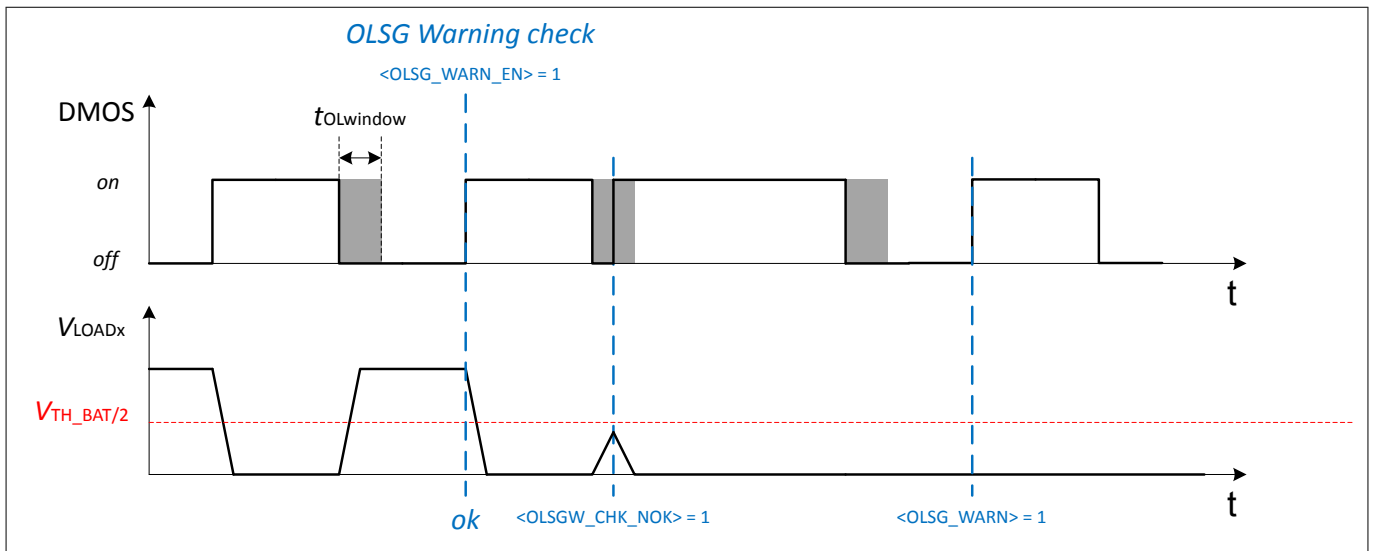 OLSG Warning check
<OLSG_WARN_EN> = 1
DMOS
tOLwindow
on
off
t
VLOADx
VTH_BAT/2
t
ok
<OLSGW_CHK_NOK> = 1
<OLSG_WARN> = 1